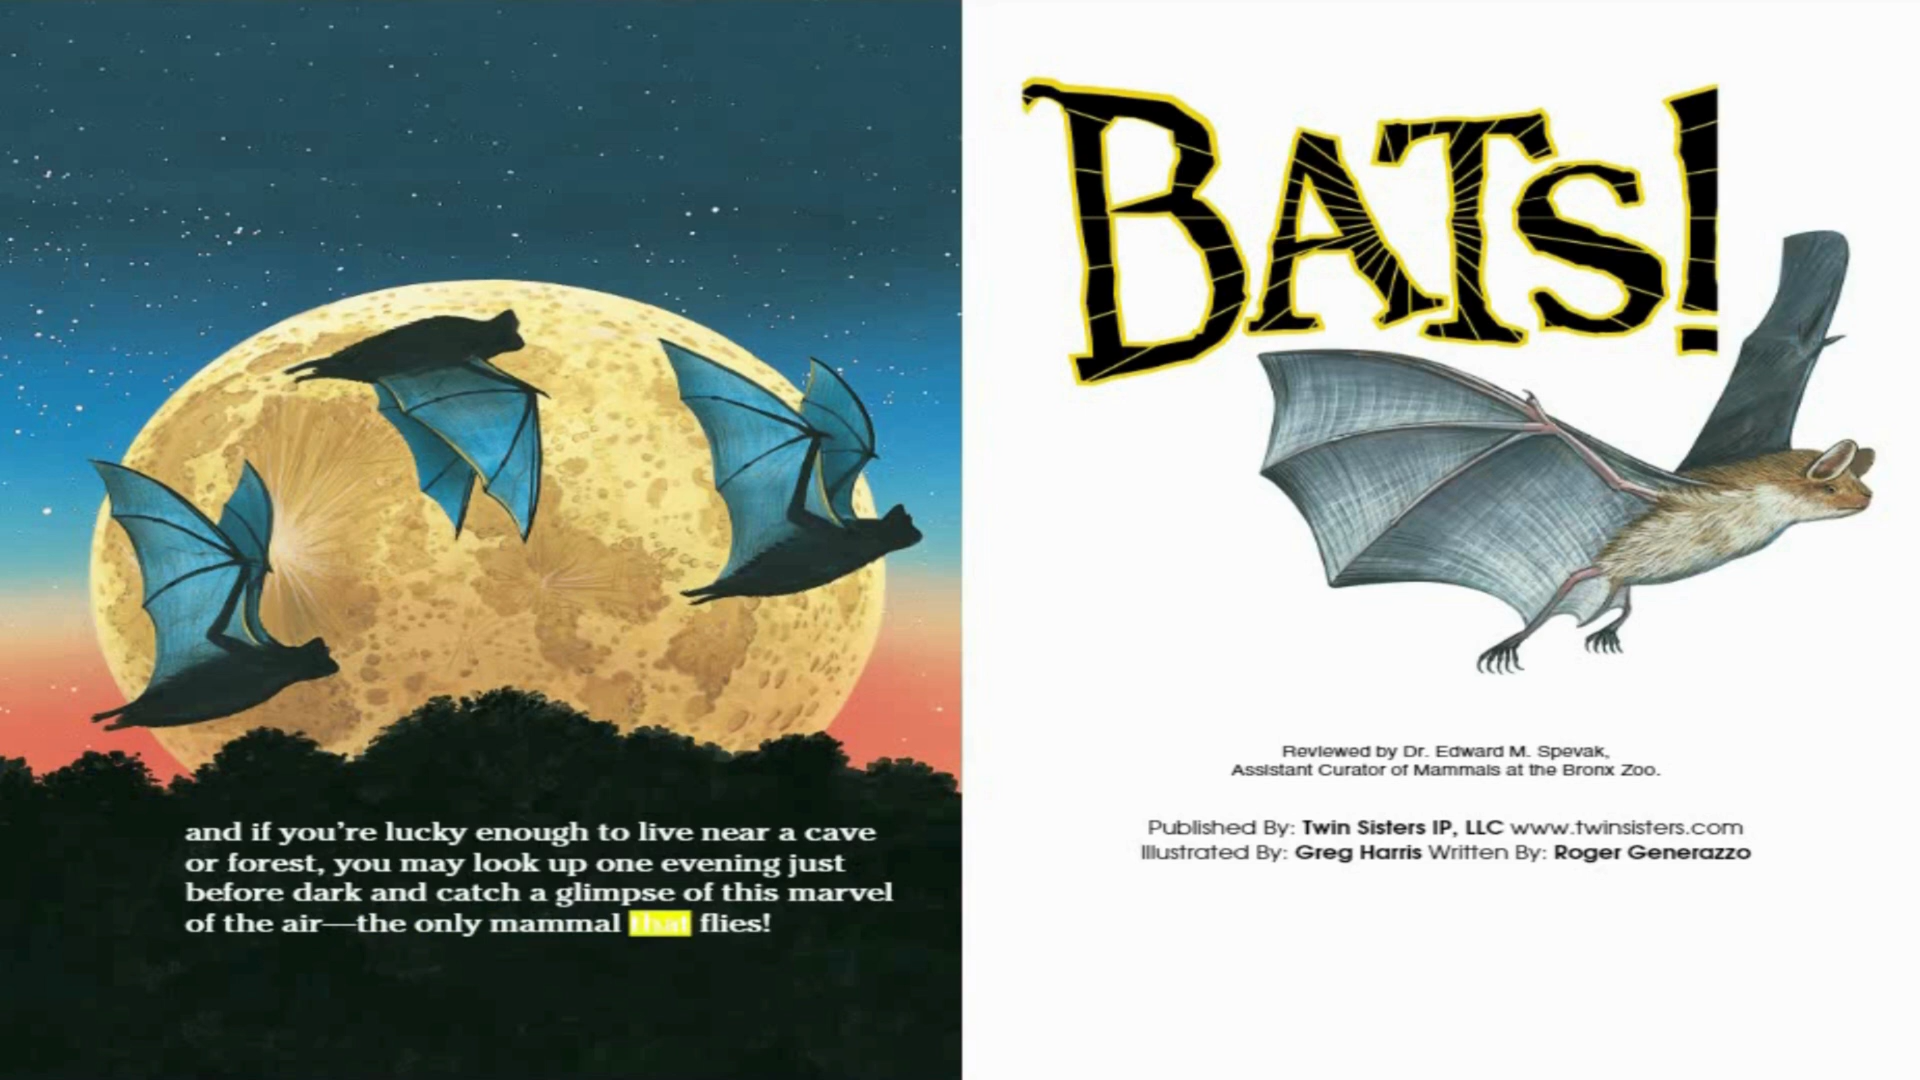 and if you're lucky enough to live near a cave
or forest, you may look up one evening just
before dark and catch a glimpse of this marvel
of the air—the only mammal that flies!
BATS!
Reviewed by Dr. Edward M. Spevak,
Assistant Curator of Mammals at the Bronx Zoo.
Published By: Twin Sisters IP, LLC www.twinsisters.com
Illustrated By: Greg Harris Written By: Roger Generazzo